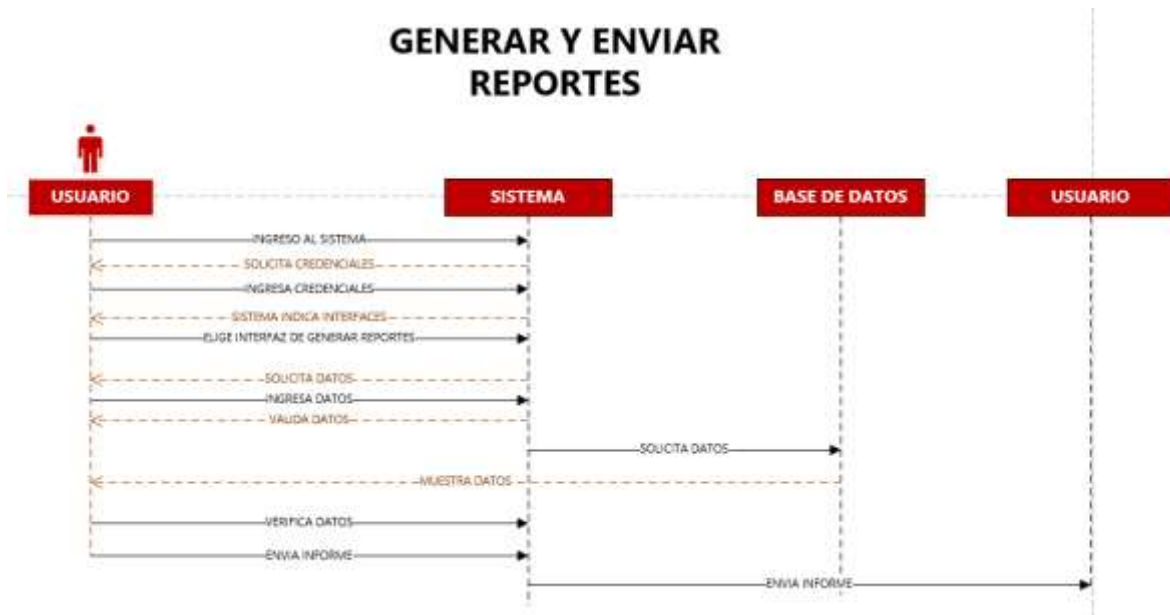 GENERAR Y ENVIAR
REPORTES
USUARIO
SISTEMA
BASE DE DATOS
USUARIO
INGRESO AL SISTEMA
SOLICITA CREDENCIALES
INGRESA CREDENCIALES
SISTEMA INDICA INTERFACES
ELIGE INTERFAZ DE GENERAR REPORTES
SOLICITA DATOS
INGRESA DATOS
VALIDA DATOS
SOLICITA DATOS
MUESTRA DATOS
VERIFICA DATOS
ENVIA INFORME
ENVIA INFORME